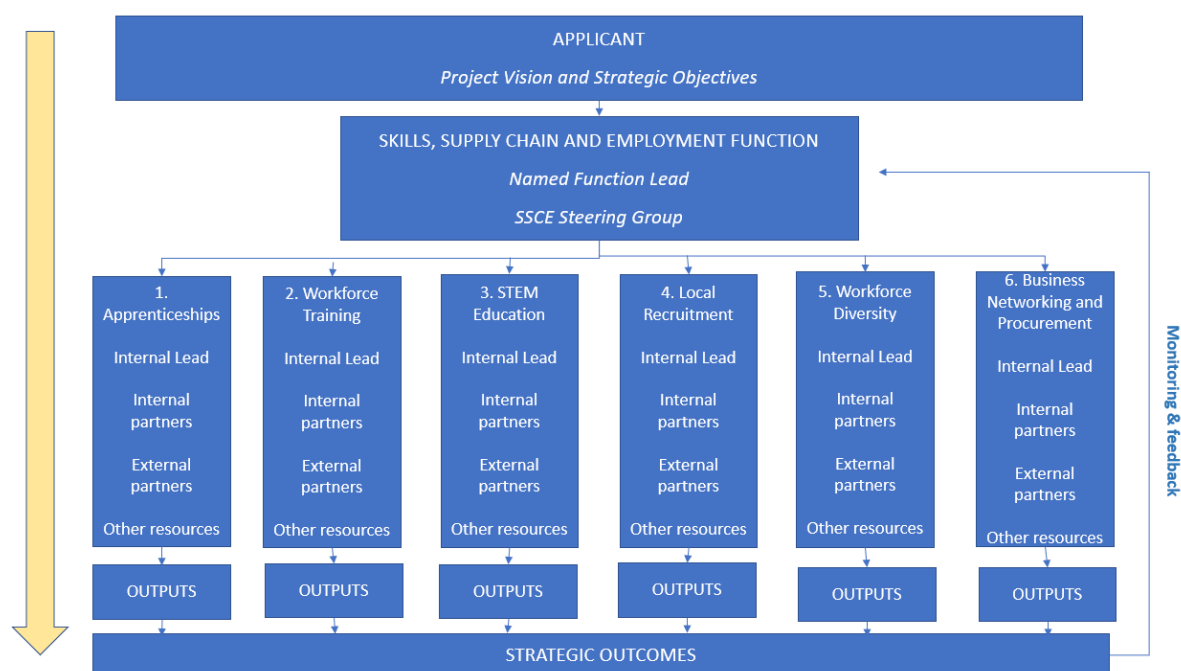 APPLICANT
Project Vision and Strategic Objectives
SKILLS, SUPPLY CHAIN AND EMPLOYMENT FUNCTION
Named Function Lead
SSCE Steering Group
1.
Apprenticeships
Internal Lead
Internal
partners
External
partners
Other resources
2. Workforce
Training
Internal Lead
Internal
partners
External
partners
Other resources
3. STEM
Education
Internal Lead
Internal
partners
External
partners
Other resources
4. Local
Recruitment
Internal Lead
Internal
partners
External
partners
Other resources
5. Workforce
Diversity
Internal Lead
Internal
partners
External
partners
Other resources
6. Business
Networking and
Procurement
Internal Lead
Internal
partners
External
partners
Other resources
Monitoring & feedback
OUTPUTS
OUTPUTS
OUTPUTS
OUTPUTS
OUTPUTS
OUTPUTS
STRATEGIC OUTCOMES